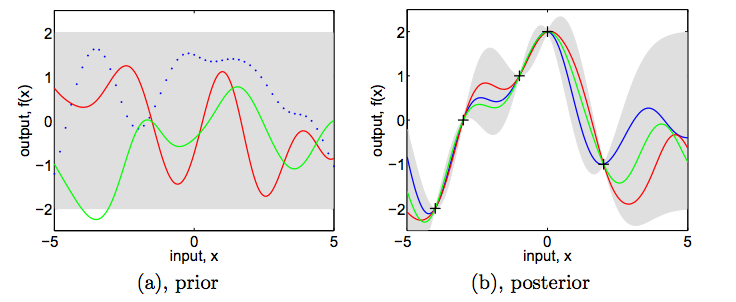 2
1
0
−1
−2
output, f(x)
−5
0
5
input, x
(a), prior
2
1
0
−1
−2
output, f(x)
−5
0
5
input, x
(b), posterior